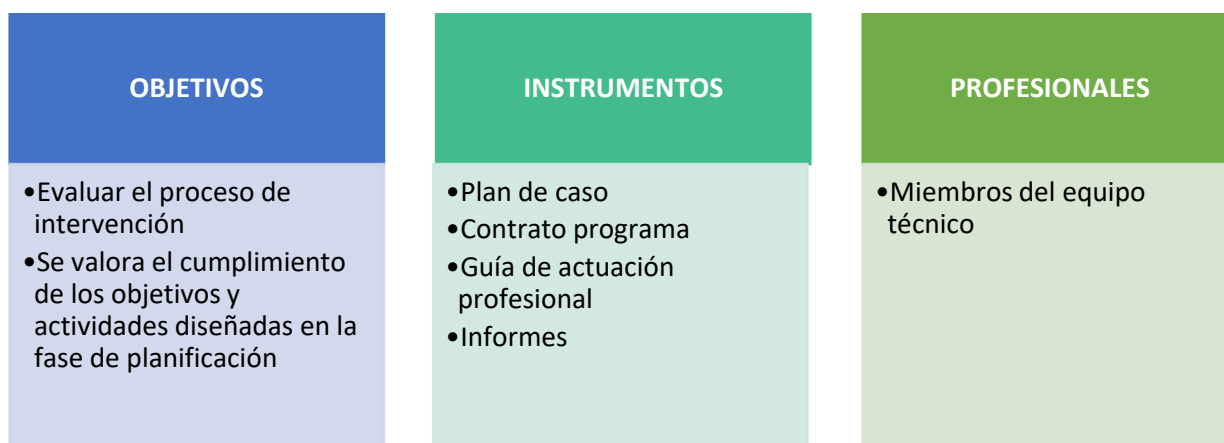 OBJETIVOS
•Evaluar el proceso de
intervención
•Se valora el cumplimiento
de los objetivos y
actividades diseñadas en la
fase de planificación
INSTRUMENTOS
•Plan de caso
•Contrato programa
•Guía de actuación
profesional
•Informes
PROFESIONALES
•Miembros del equipo
técnico